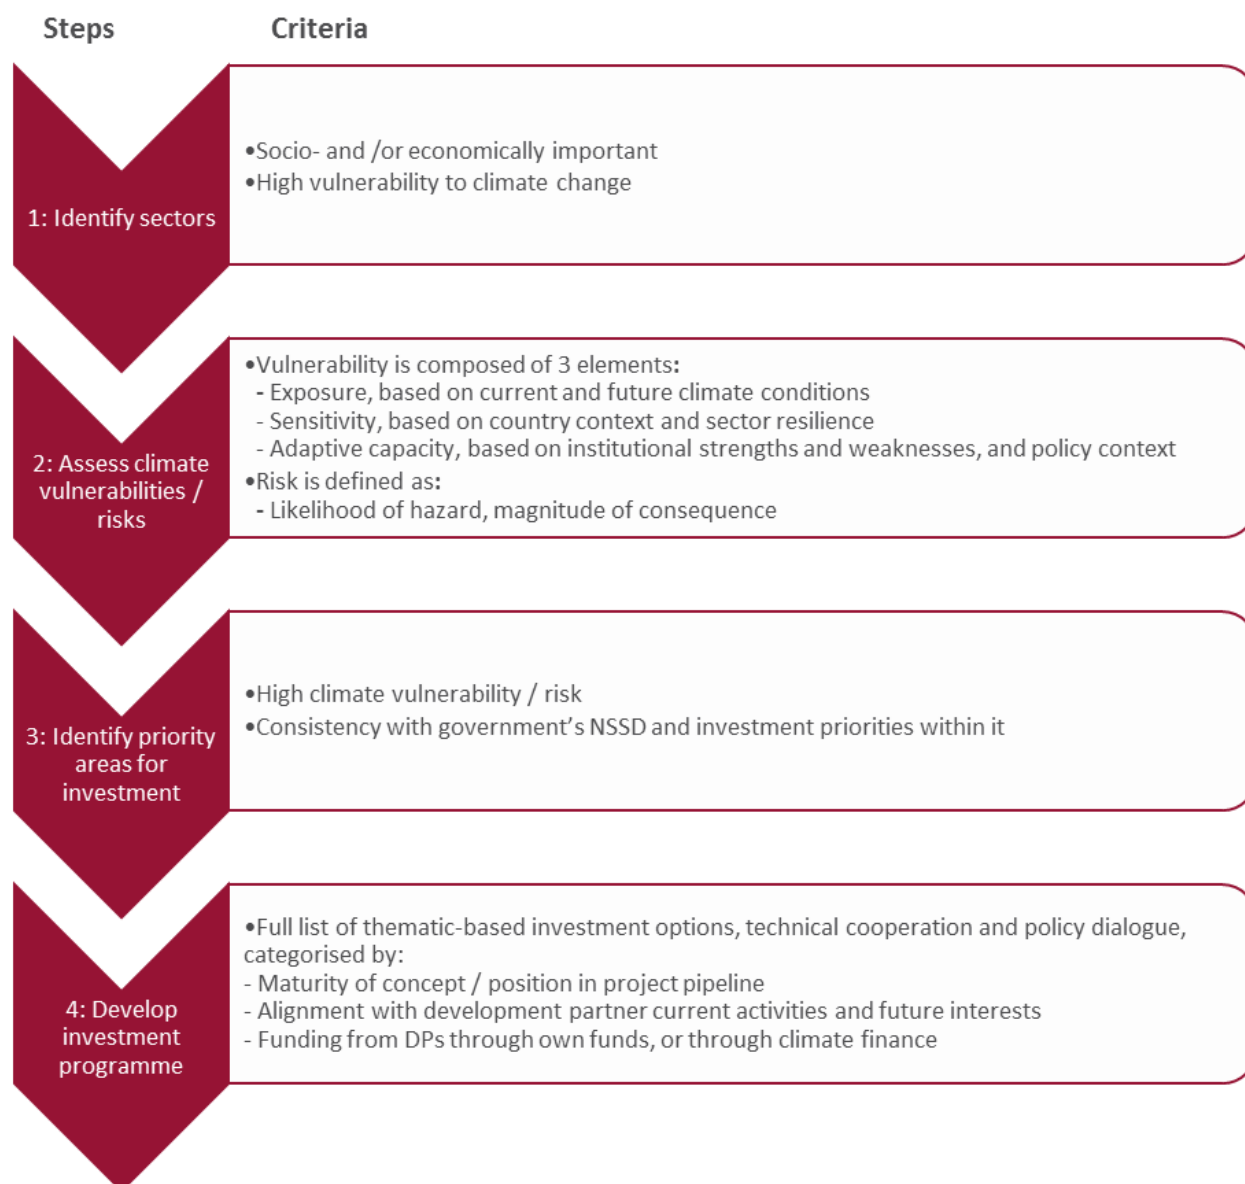 Steps
Criteria
1: Identify sectors
•Socio- and /or economically important
•High vulnerability to climate change
2: Assess climate
vulnerabilities /
risks
•Vulnerability is composed of 3 elements:
- Exposure, based on current and future climate conditions
- Sensitivity, based on country context and sector resilience
- Adaptive capacity, based on institutional strengths and weaknesses, and policy context
•Risk is defined as:
- Likelihood of hazard, magnitude of consequence
3: Identify priority
areas for
investment
•High climate vulnerability / risk
•Consistency with government’s NSSD and investment priorities within it
4: Develop
investment
programme
•Full list of thematic-based investment options, technical cooperation and policy dialogue,
categorised by:
- Maturity of concept / position in project pipeline
- Alignment with development partner current activities and future interests
- Funding from DPs through own funds, or through climate finance